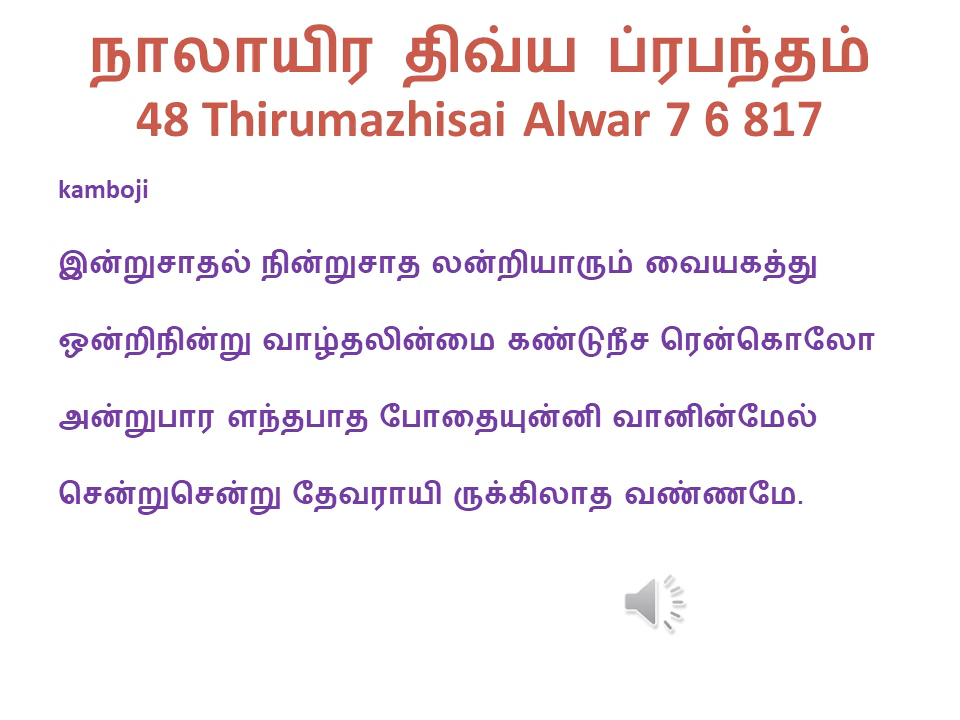 நாலாயிர திவ்ய ப்ரபந்தம்
48 Thirumazhisai Alwar 7 6 817
kamboji
இன்றுசாதல் நின்றுசாத லன்றியாரும் வையகத்து
ஒன்றிநின்று வாழ்தலின்மை கண்டுநீச ரென்கொலோ
அன்றுபார ளந்தபாத போதையுன்னி வானின்மேல்
சென்றுசென்று தேவராயி ருக்கிலாத வண்ணமே.